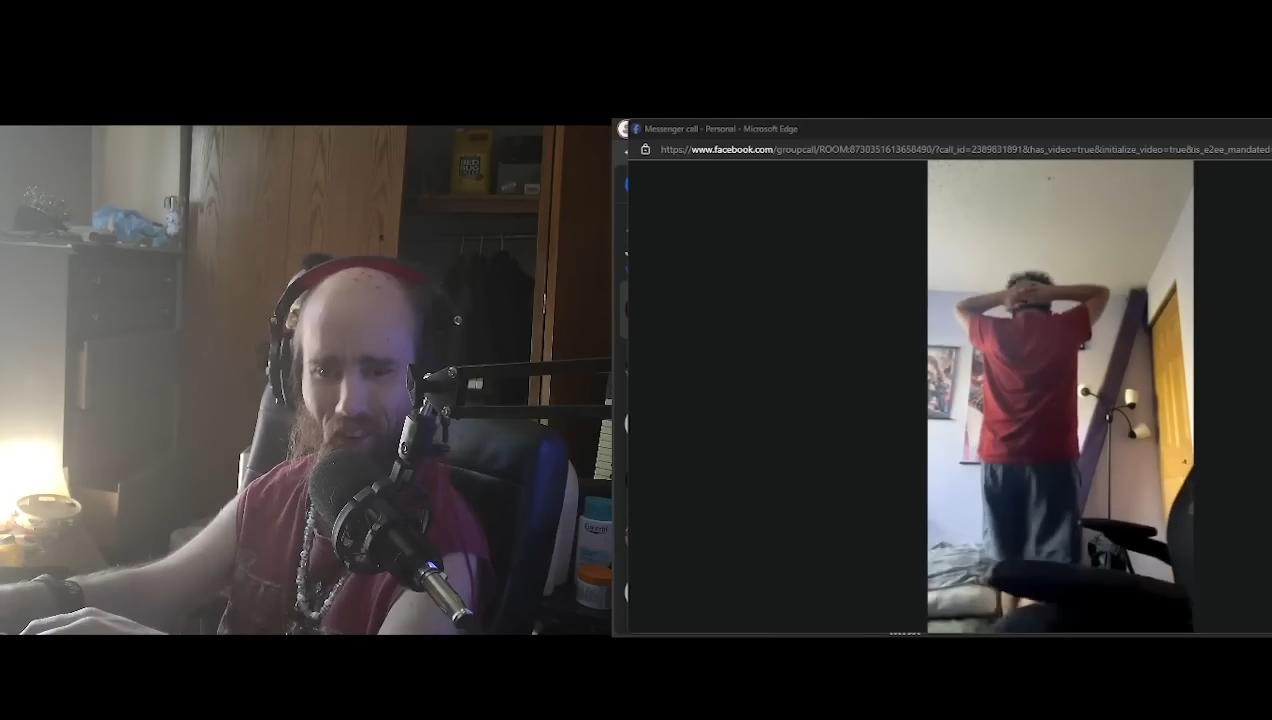 Messenger call - Personal - Microsoft Edge
https://www.facebook.com/groupcall/ROOM:8730351613658490/?call_id=2389831891&has_video=true&initialize_video=true&is_e2ee_mandated
Eucerin